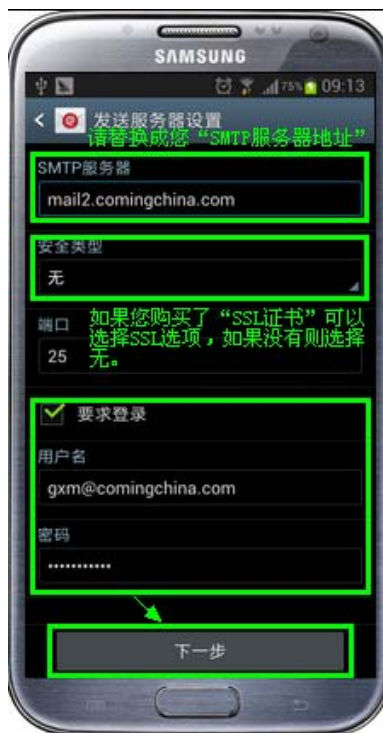 SAMSUNG
75% 09:13
发送服务器设置
请替换成您“SMTP服务器地址”
SMTP服务器
mail2.comingchina.com
安全类型
无
端口
如果您购买了“SSL证书”可以
选择SSL选项，如果没有则选择
25
无。
要求登录
用户名
gxm@comingchina.com
密码
•••••••••••
下一步